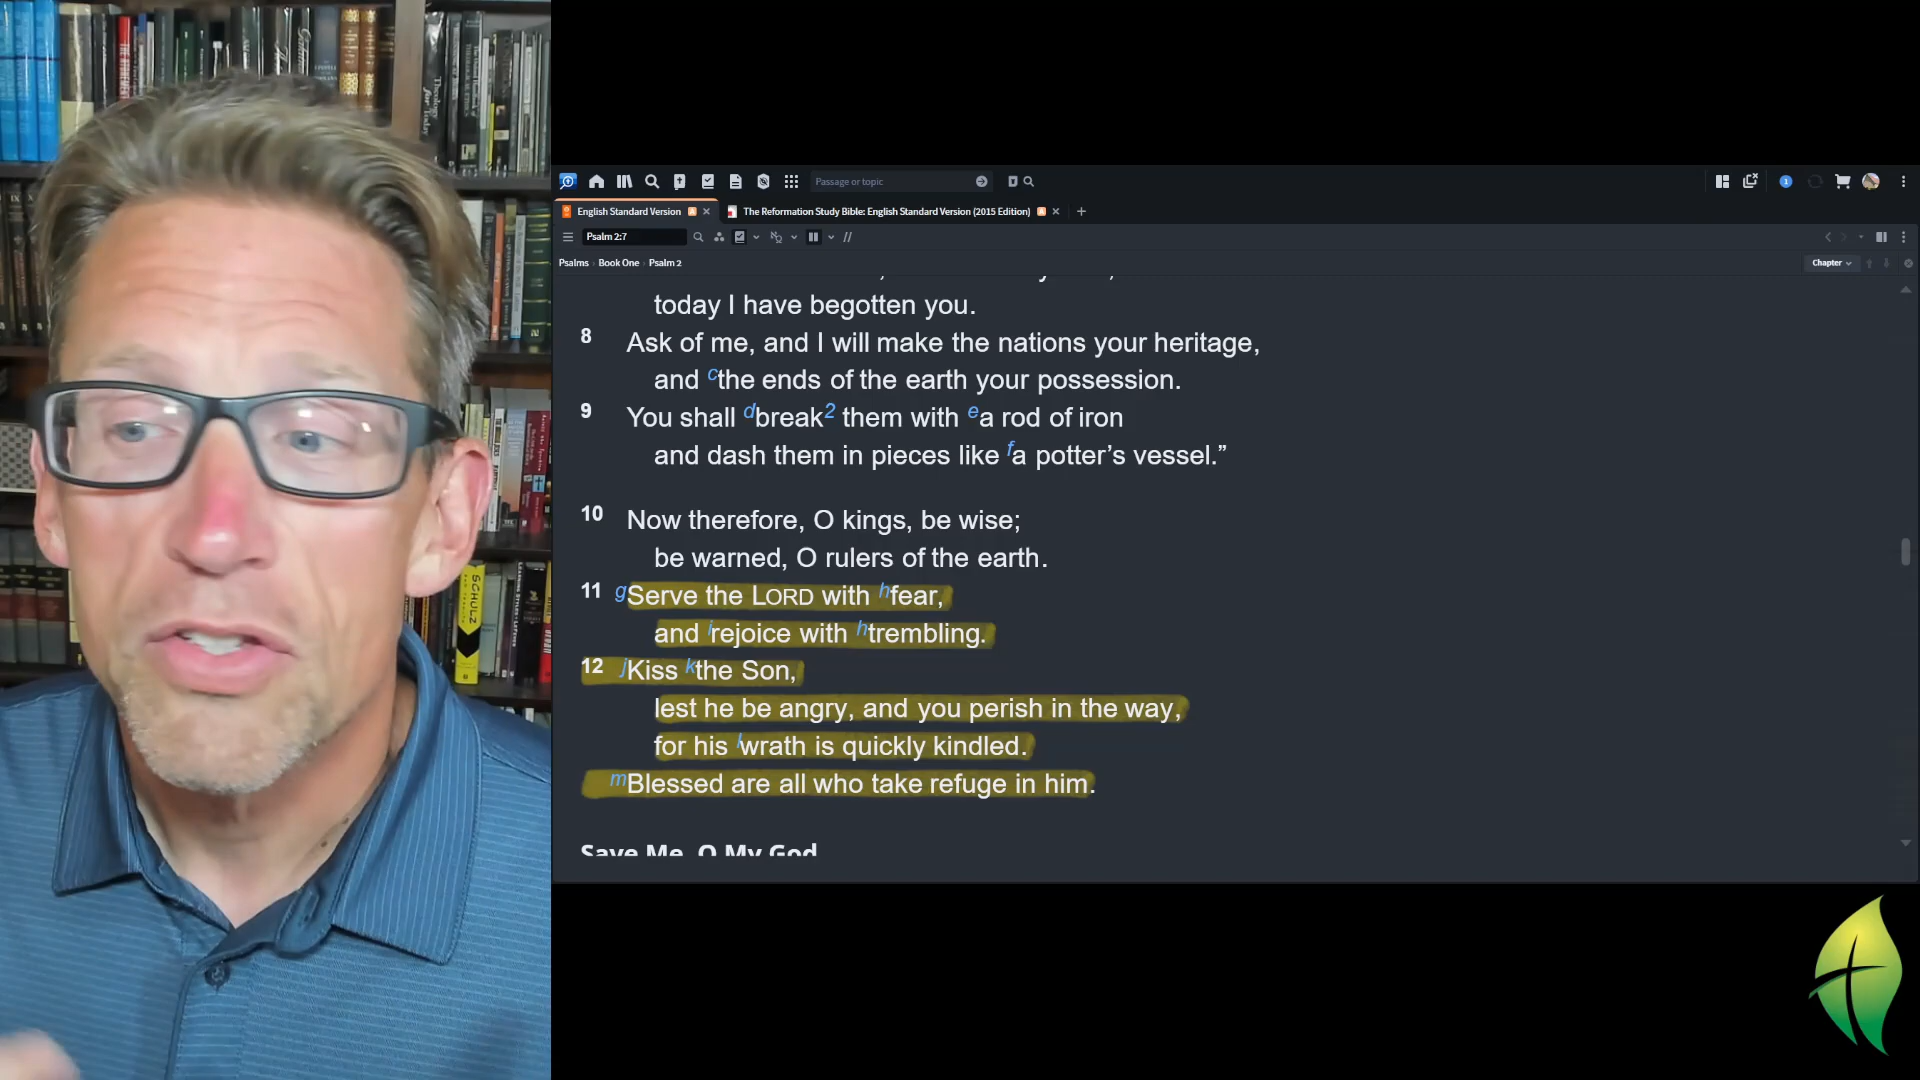 Theology for Today
SCHULZ
Passage or topic
1
English Standard Version A
The Reformation Study Bible: English Standard Version (2015 Edition) A
Psalm 2:7
Psalms › Book One › Psalm 2
Chapter
today I have begotten you.
8 Ask of me, and I will make the nations your heritage,
and cthe ends of the earth your possession.
9 You shall dbreak2 them with ea rod of iron
and dash them in pieces like fa potter’s vessel.”
10 Now therefore, O kings, be wise;
be warned, O rulers of the earth.
11 gServe the LORD with hfear,
and irejoice with htrembling.
12 jKiss kthe Son,
lest he be angry, and you perish in the way,
for his lwrath is quickly kindled.
mBlessed are all who take refuge in him.
Save Me, O My God